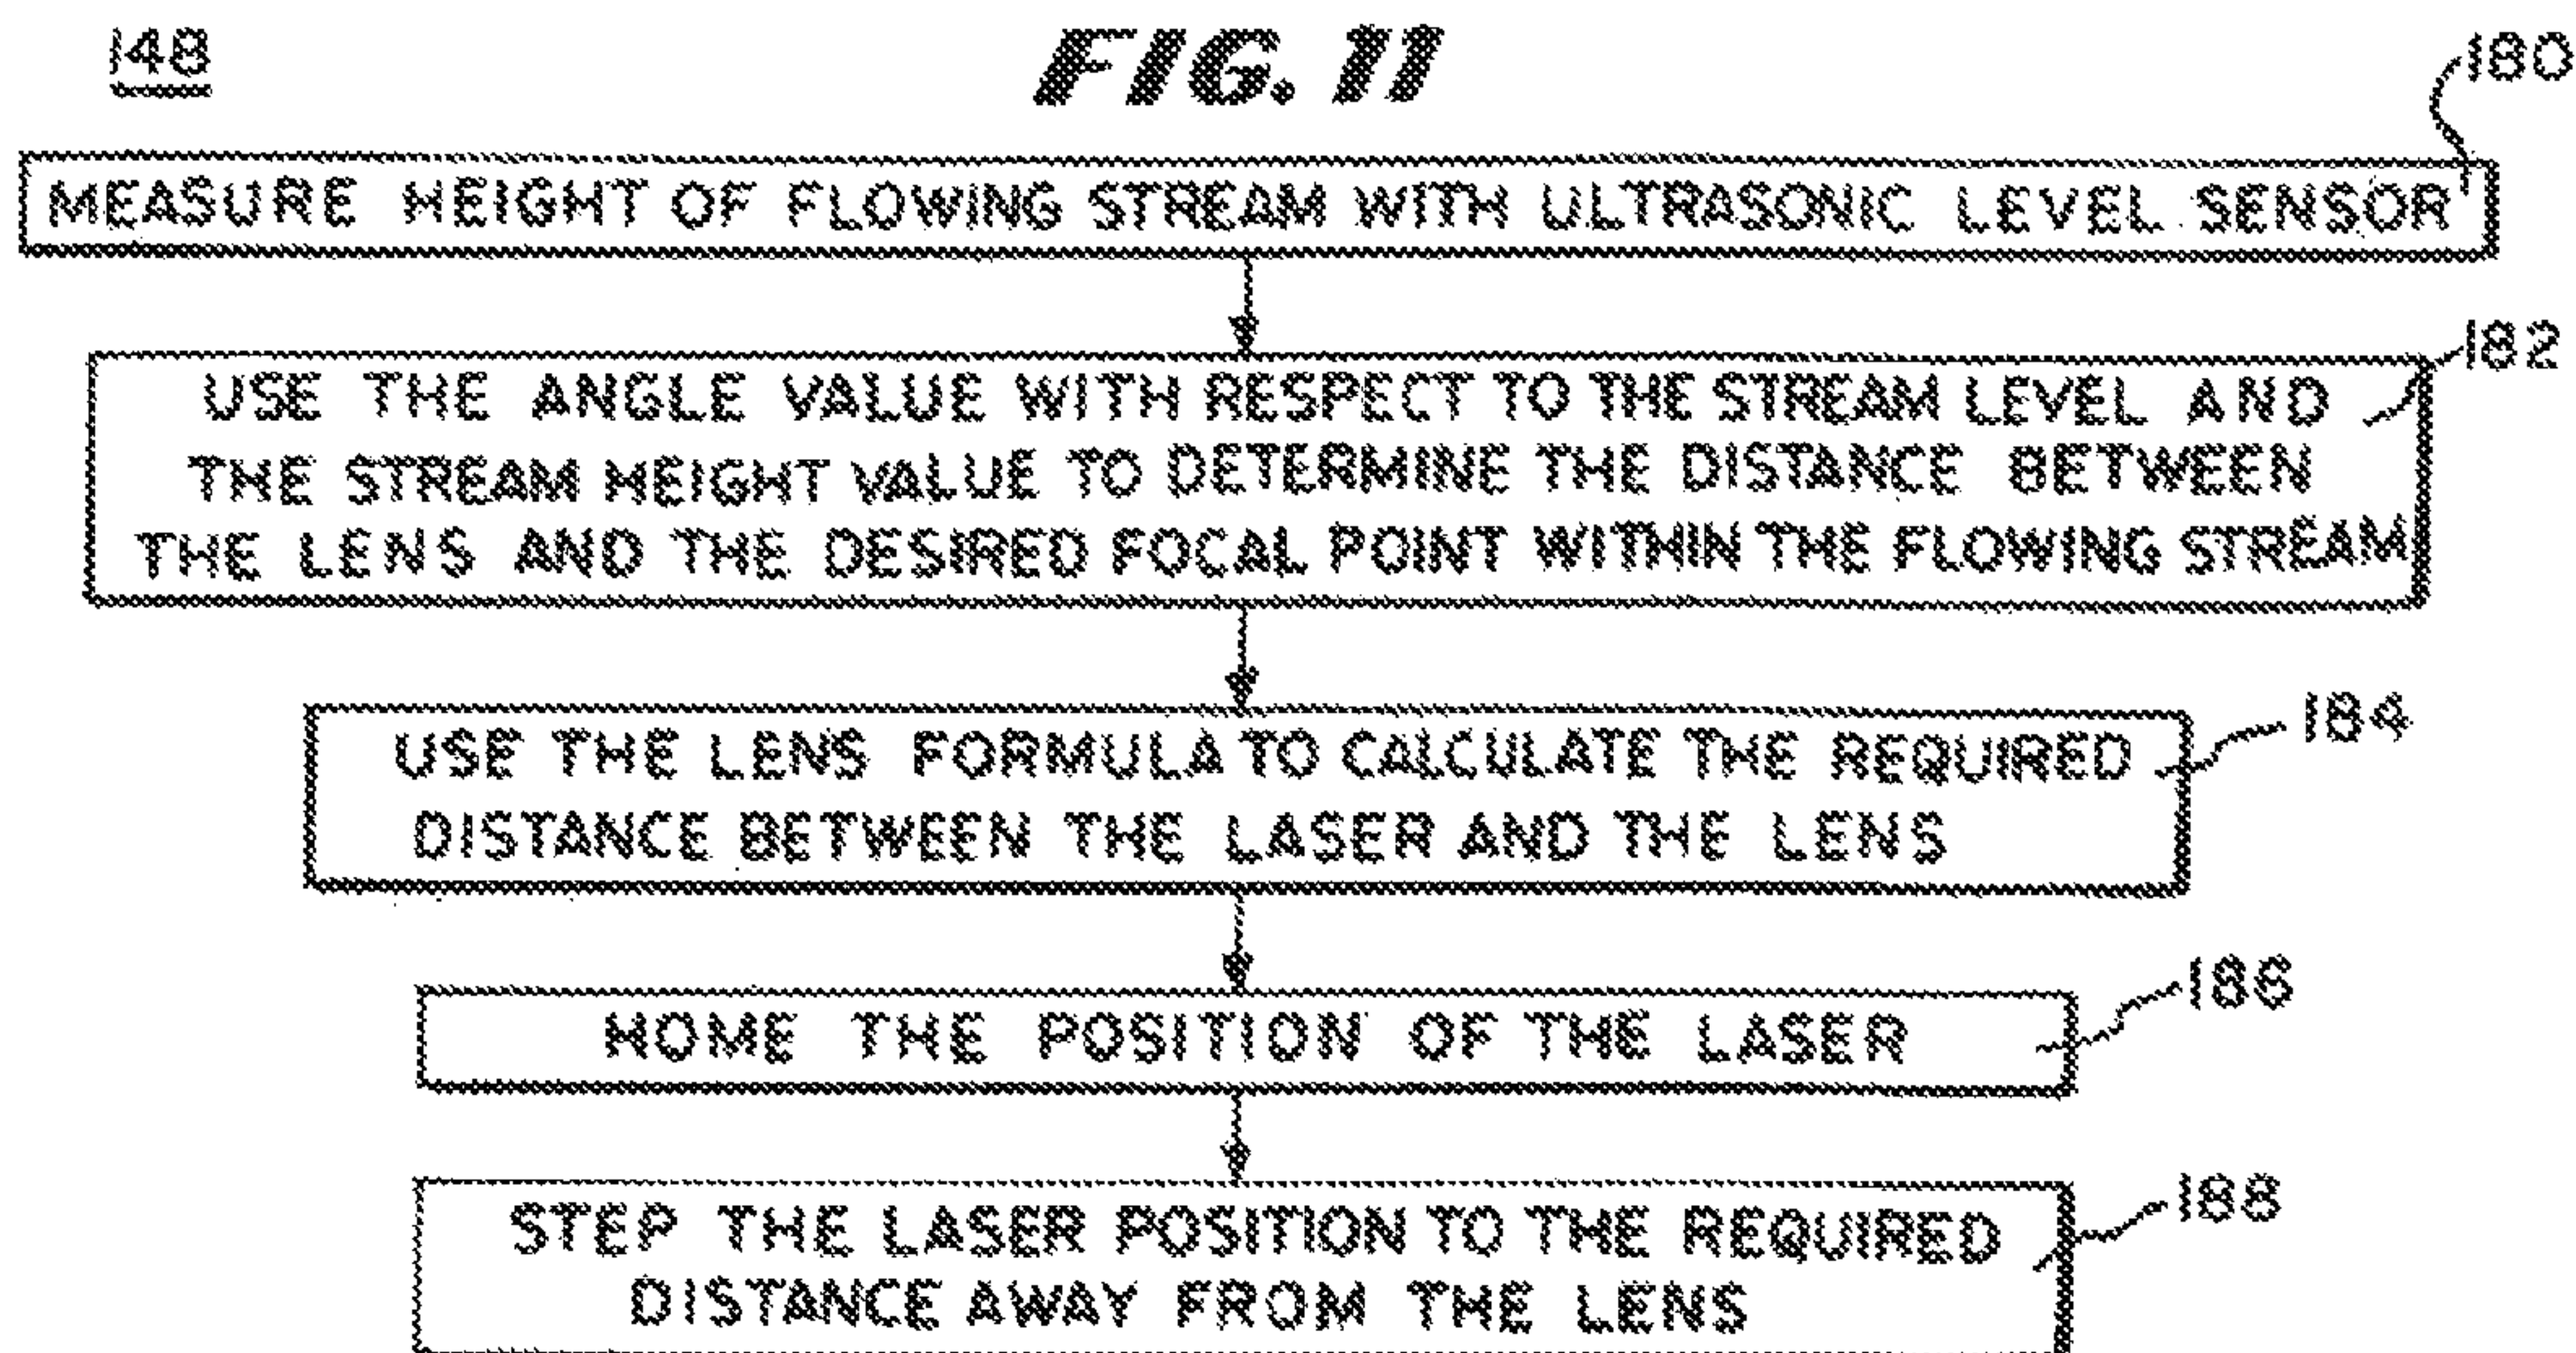 148
FIG. 11
180
MEASURE HEIGHT OF FLOWING STREAM WITH ULTRASONIC LEVEL SENSOR
182
USE THE ANGLE VALUE WITH RESPECT TO THE STREAM LEVEL AND
THE STREAM HEIGHT VALUE TO DETERMINE THE DISTANCE BETWEEN
THE LENS AND THE DESIRED FOCAL POINT WITHIN THE FLOWING STREAM
184
USE THE LENS FORMULA TO CALCULATE THE REQUIRED
DISTANCE BETWEEN THE LASER AND THE LENS
186
HOME THE POSITION OF THE LASER
188
STEP THE LASER POSITION TO THE REQUIRED
DISTANCE AWAY FROM THE LENS